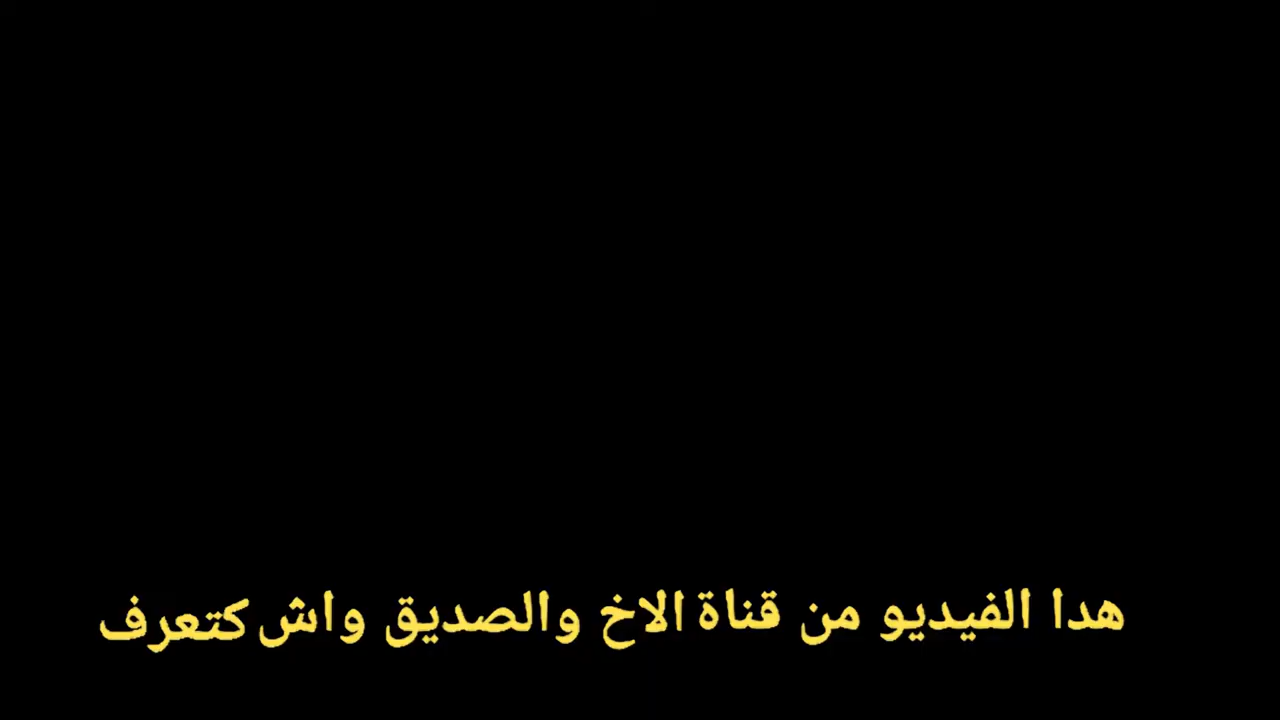 هدا الفيديو من قناة الاخ والصديق واش كتعرف